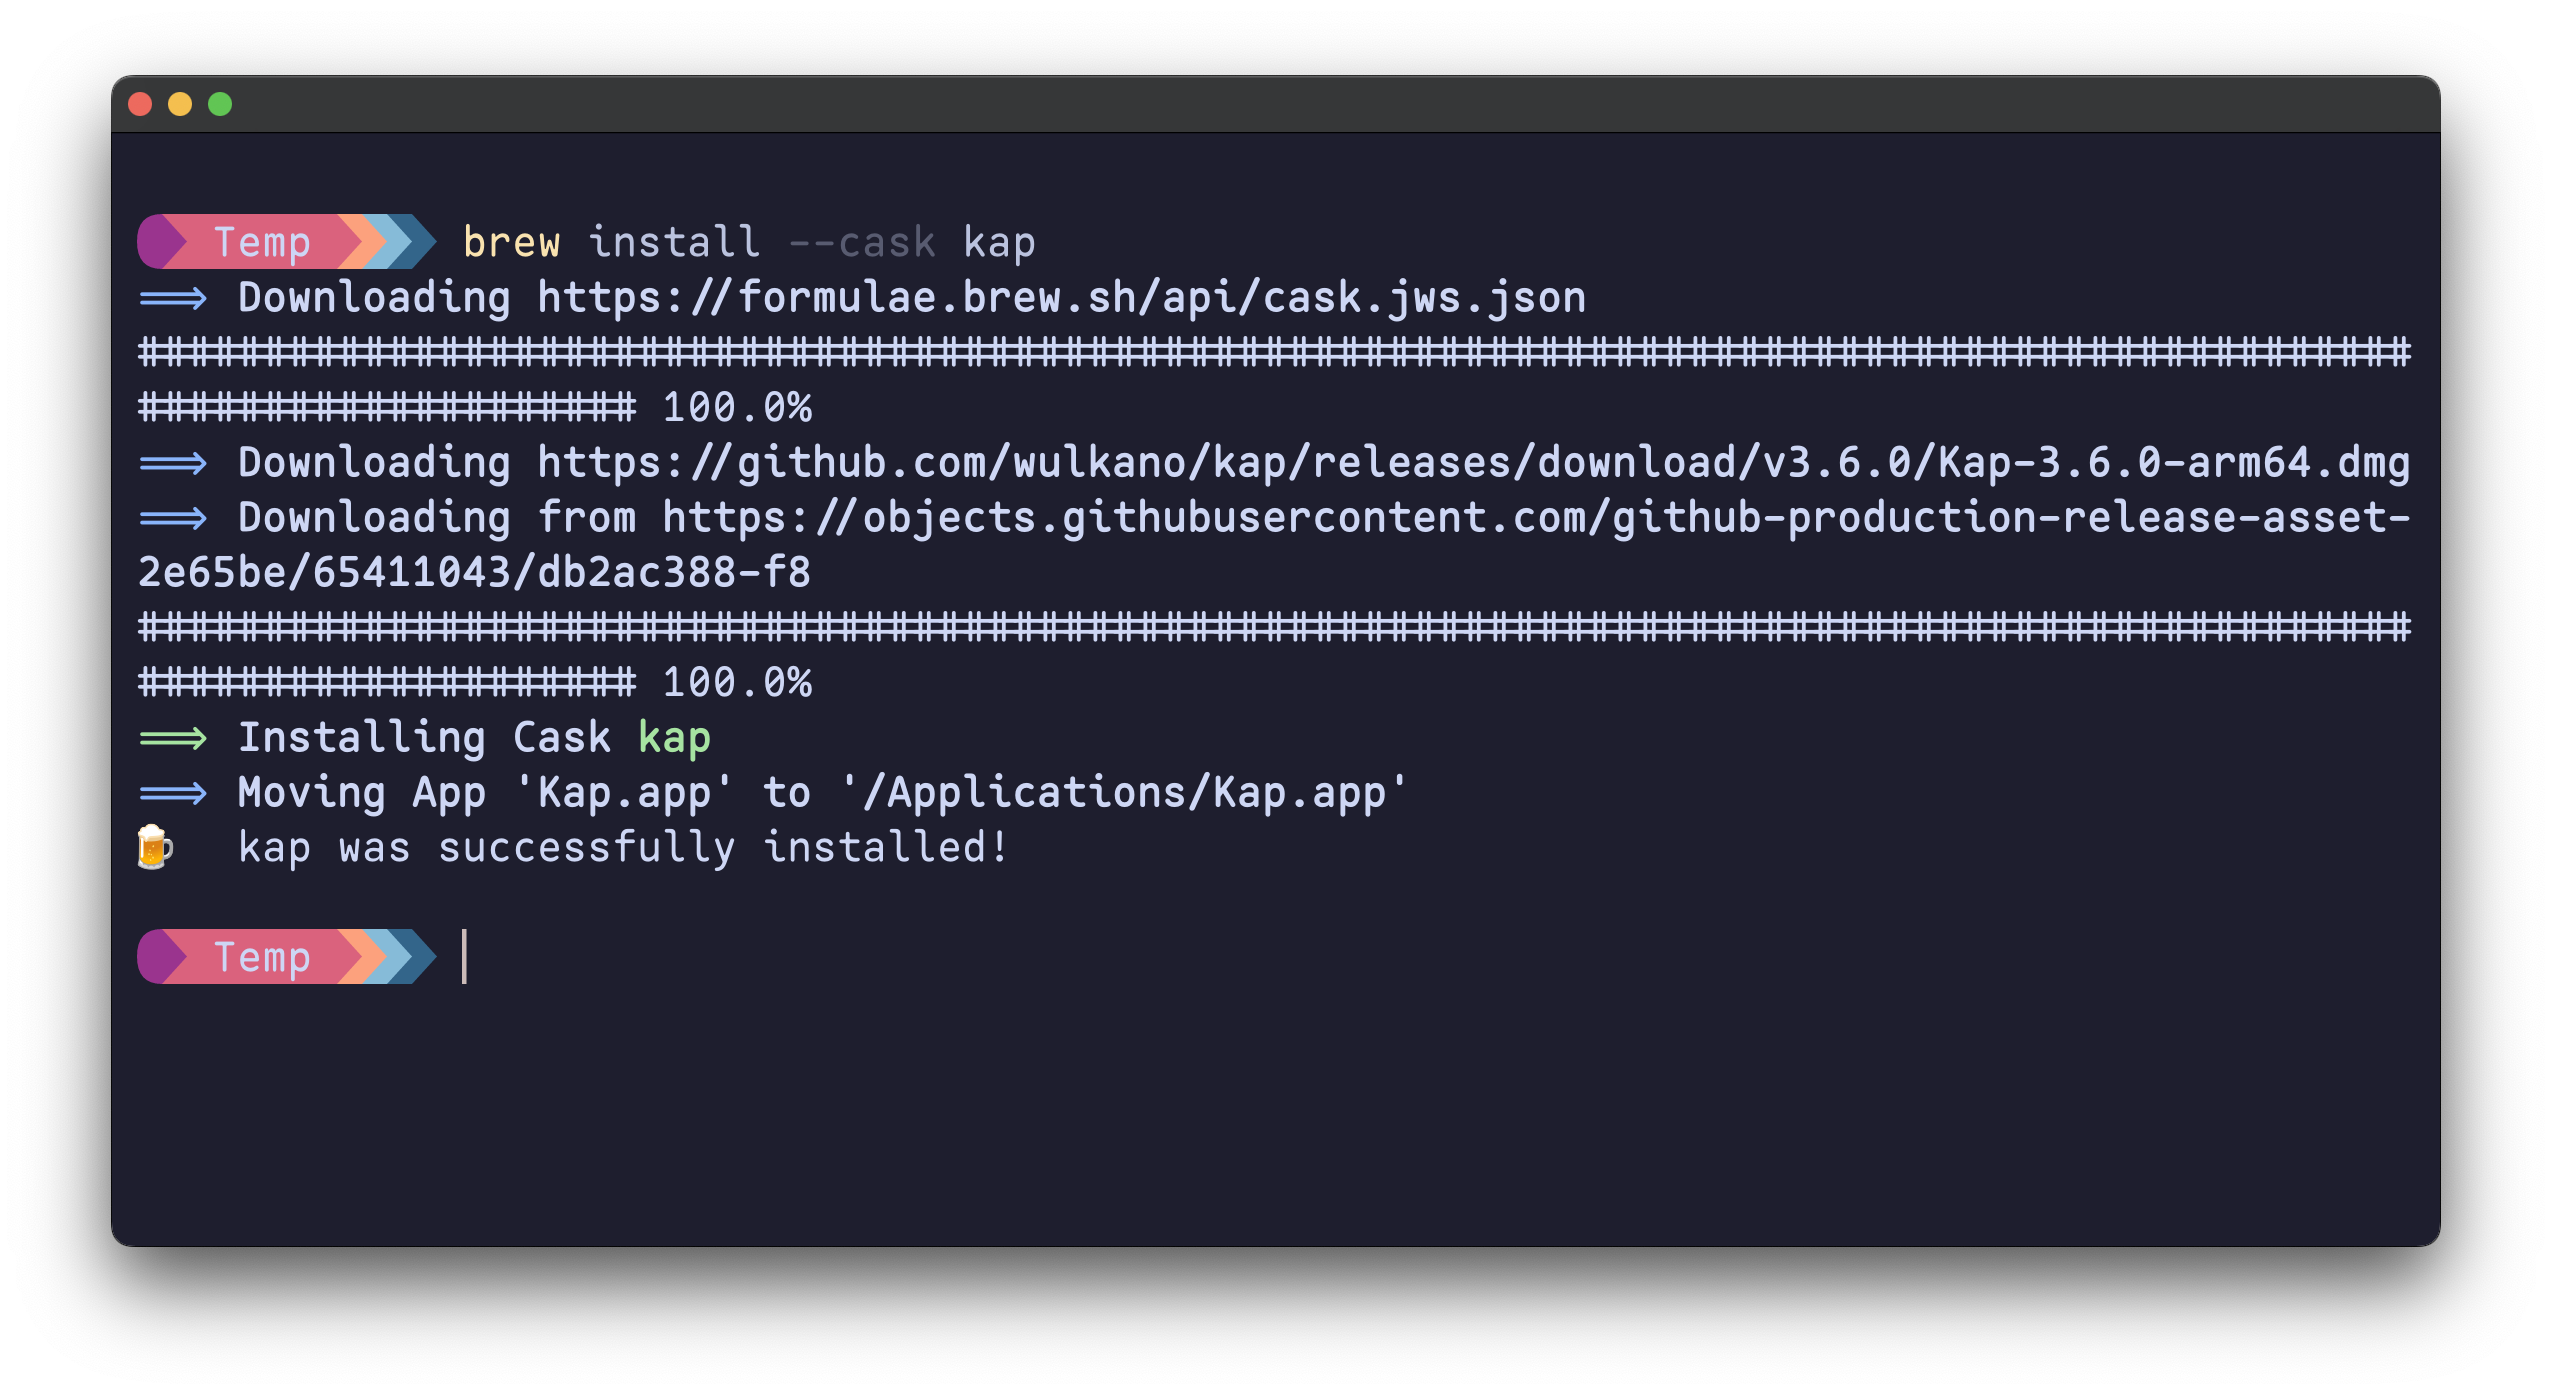 Temp brew install --cask kap
==> Downloading https://formulae.brew.sh/api/cask.jws.json
###########################################################################################
#################### 100.0%
==> Downloading https://github.com/wulkano/kap/releases/download/v3.6.0/Kap-3.6.0-arm64.dmg
==> Downloading from https://objects.githubusercontent.com/github-production-release-asset-
2e65be/65411043/db2ac388-f8
###########################################################################################
#################### 100.0%
==> Installing Cask kap
==> Moving App 'Kap.app' to '/Applications/Kap.app'
🍺 kap was successfully installed!
Temp